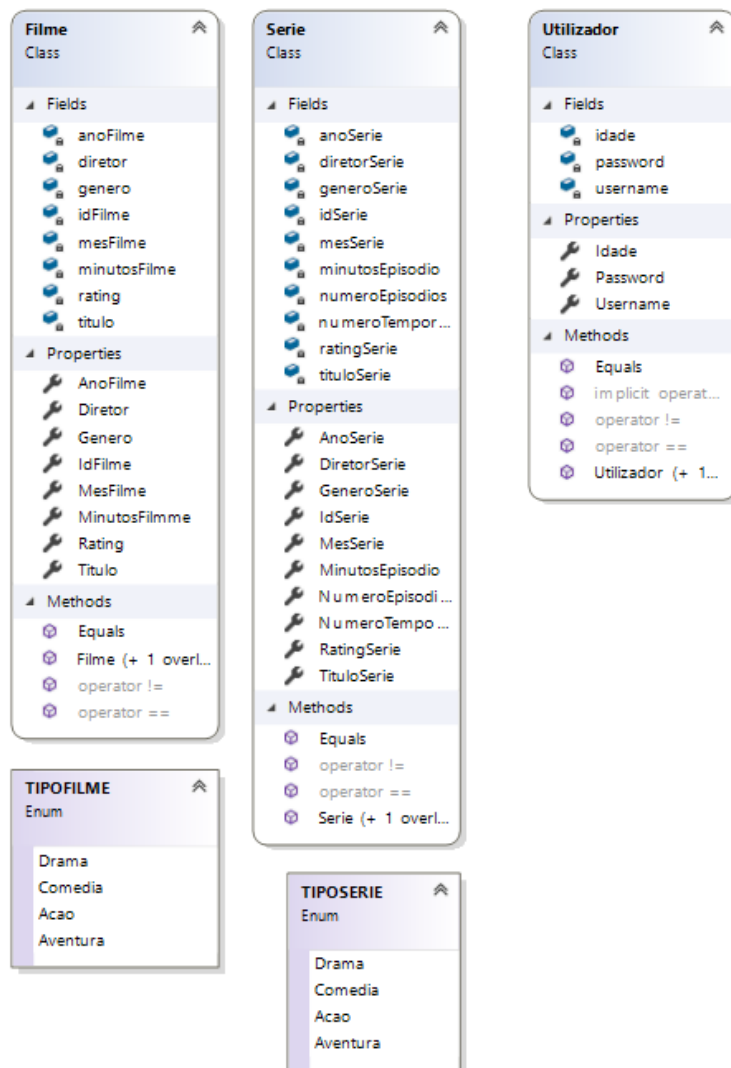 Filme
Class
Fields
anoFilme
diretor
genero
idFilme
mesFilme
minutosFilme
rating
titulo
Properties
AnoFilme
Diretor
Genero
IdFilme
MesFilme
MinutosFilmme
Rating
Titulo
Methods
Equals
Filme (+ 1 overl...
operator !=
operator ==
TIPOFILME
Enum
Drama
Comedia
Acao
Aventura
Serie
Class
Fields
anoSerie
diretorSerie
generoSerie
idSerie
mesSerie
minutosEpisodio
numeroEpisodios
numeroTempor...
ratingSerie
tituloSerie
Properties
AnoSerie
DiretorSerie
GeneroSerie
IdSerie
MesSerie
MinutosEpisodio
NumeroEpisodi...
NumeroTempo...
RatingSerie
TituloSerie
Methods
Equals
operator !=
operator ==
Serie (+ 1 overl...
TIPOSERIE
Enum
Drama
Comedia
Acao
Aventura
Utilizador
Class
Fields
idade
password
username
Properties
Idade
Password
Username
Methods
Equals
implicit operat...
operator !=
operator ==
Utilizador (+ 1...